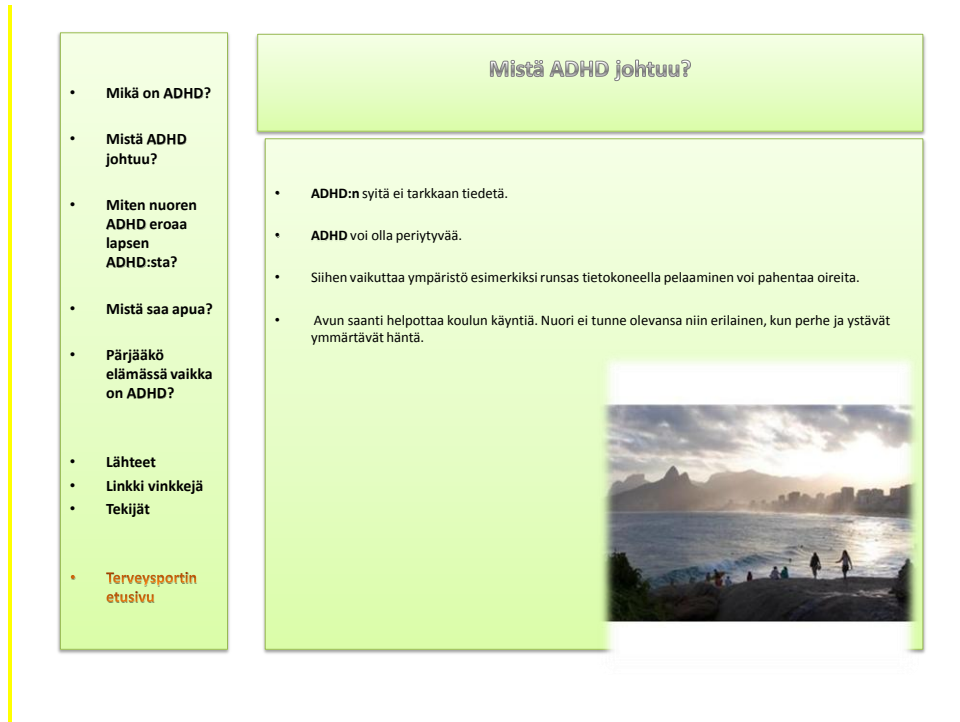 • Mikä on ADHD?
• Mistä ADHD
johtuu?
• Miten nuoren
ADHD eroaa
lapsen
ADHD:sta?
• Mistä saa apua?
• Pärjääkö
elämässä vaikka
on ADHD?
• Lähteet
• Linkki vinkkejä
• Tekijät
• Terveysportin
etusivu
Mistä ADHD johtuu?
• ADHD:n syitä ei tarkkaan tiedetä.
• ADHD voi olla periytyvää.
• Siihen vaikuttaa ympäristö esimerkiksi runsas tietokoneella pelaaminen voi pahentaa oireita.
• Avun saanti helpottaa koulun käyntiä. Nuori ei tunne olevansa niin erilainen, kun perhe ja ystävät
ymmärtävät häntä.